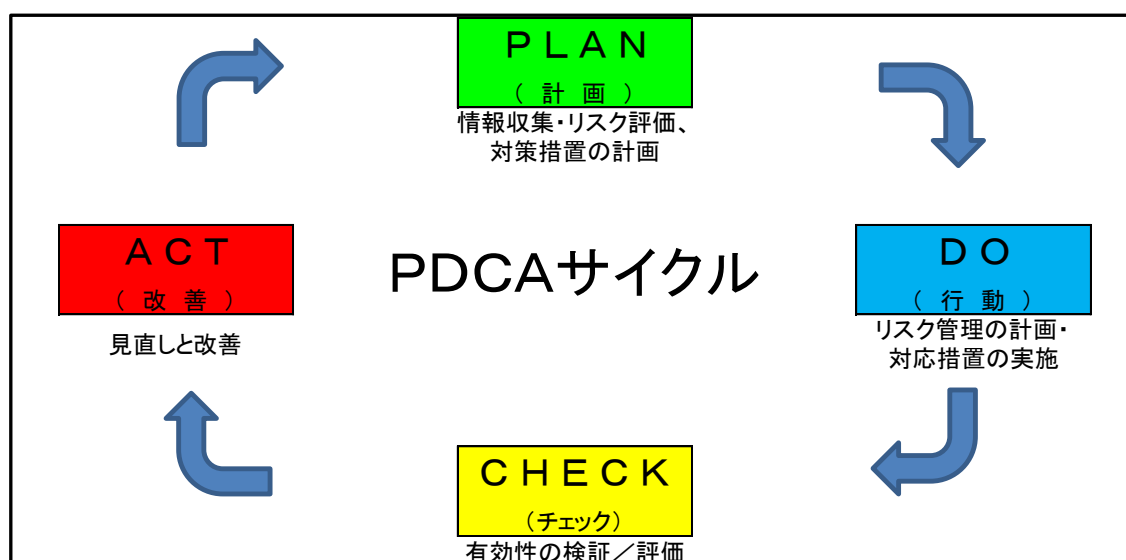 ＰＬＡＮ
（計画）
情報収集・リスク評価、
対策措置の計画
ＡＣＴ
（改善）
見直しと改善
ＰＤＣＡサイクル
ＤＯ
（行動）
リスク管理の計画・
対応措置の実施
ＣＨＥＣＫ
（チェック）
有効性の検証／評価